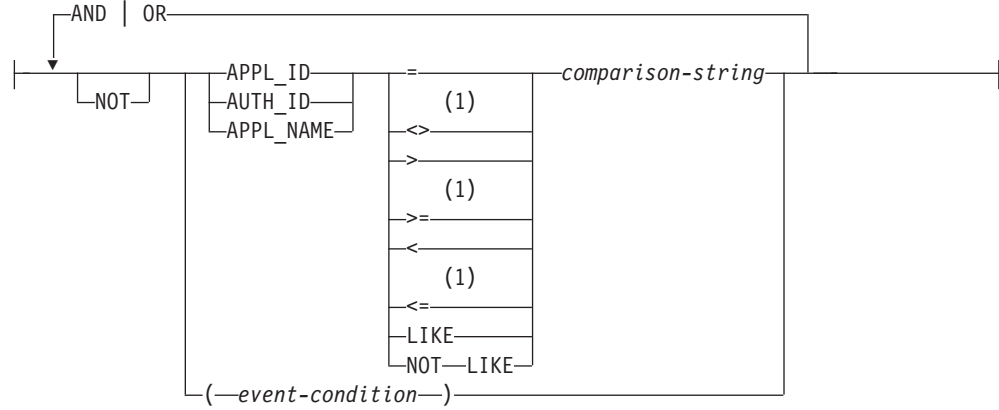 AND | OR
APPL_ID = comparison-string
NOT AUTH_ID (1)
APPL_NAME <>
>
(1)
>=
<
(1)
<=
LIKE
NOT LIKE
( event-condition )